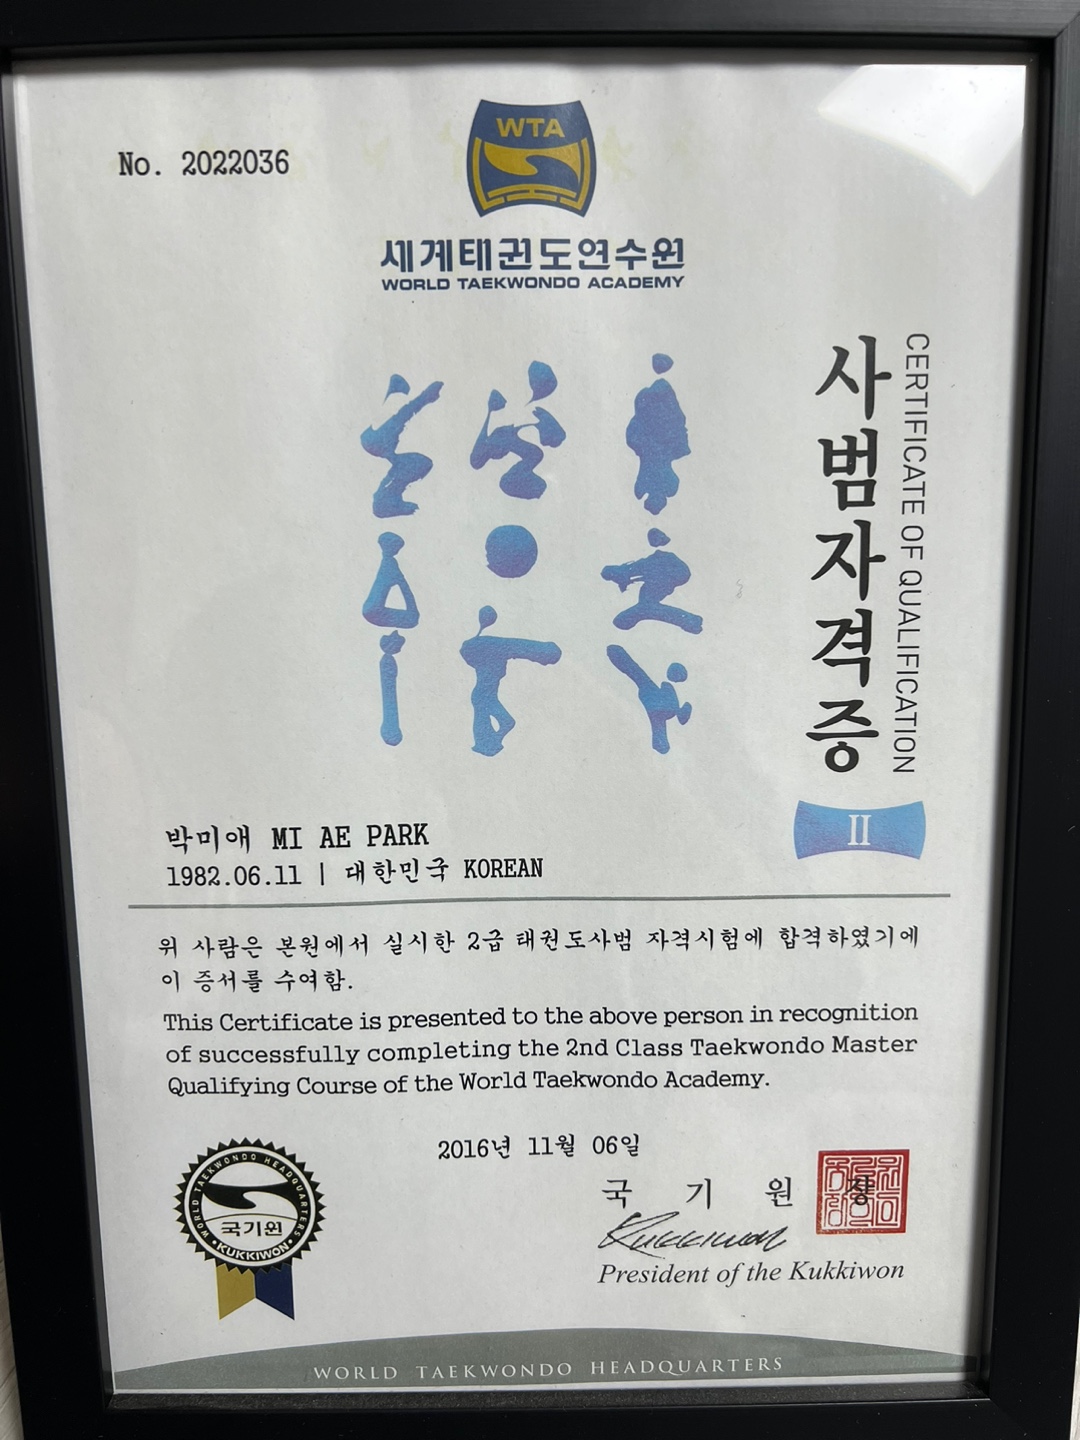 No. 2022036
WTA
세계태권도연수원
WORLD TAEKWONDO ACADEMY
사범자격증
CERTIFICATE OF QUALIFICATION
II
박미애 MI AE PARK
1982.06.11 | 대한민국 KOREAN
위 사람은 본원에서 실시한 2급 태권도사범 자격시험에 합격하였기에
이 증서를 수여함.
This Certificate is presented to the above person in recognition
of successfully completing the 2nd Class Taekwondo Master
Qualifying Course of the World Taekwondo Academy.
2016년 11월 06일
국 기 원 장
Kukkiwon
President of the Kukkiwon
WORLD TAEKWONDO HEADQUARTERS
국기원
KUKKIWON
WORLD TAEKWONDO HEADQUARTERS